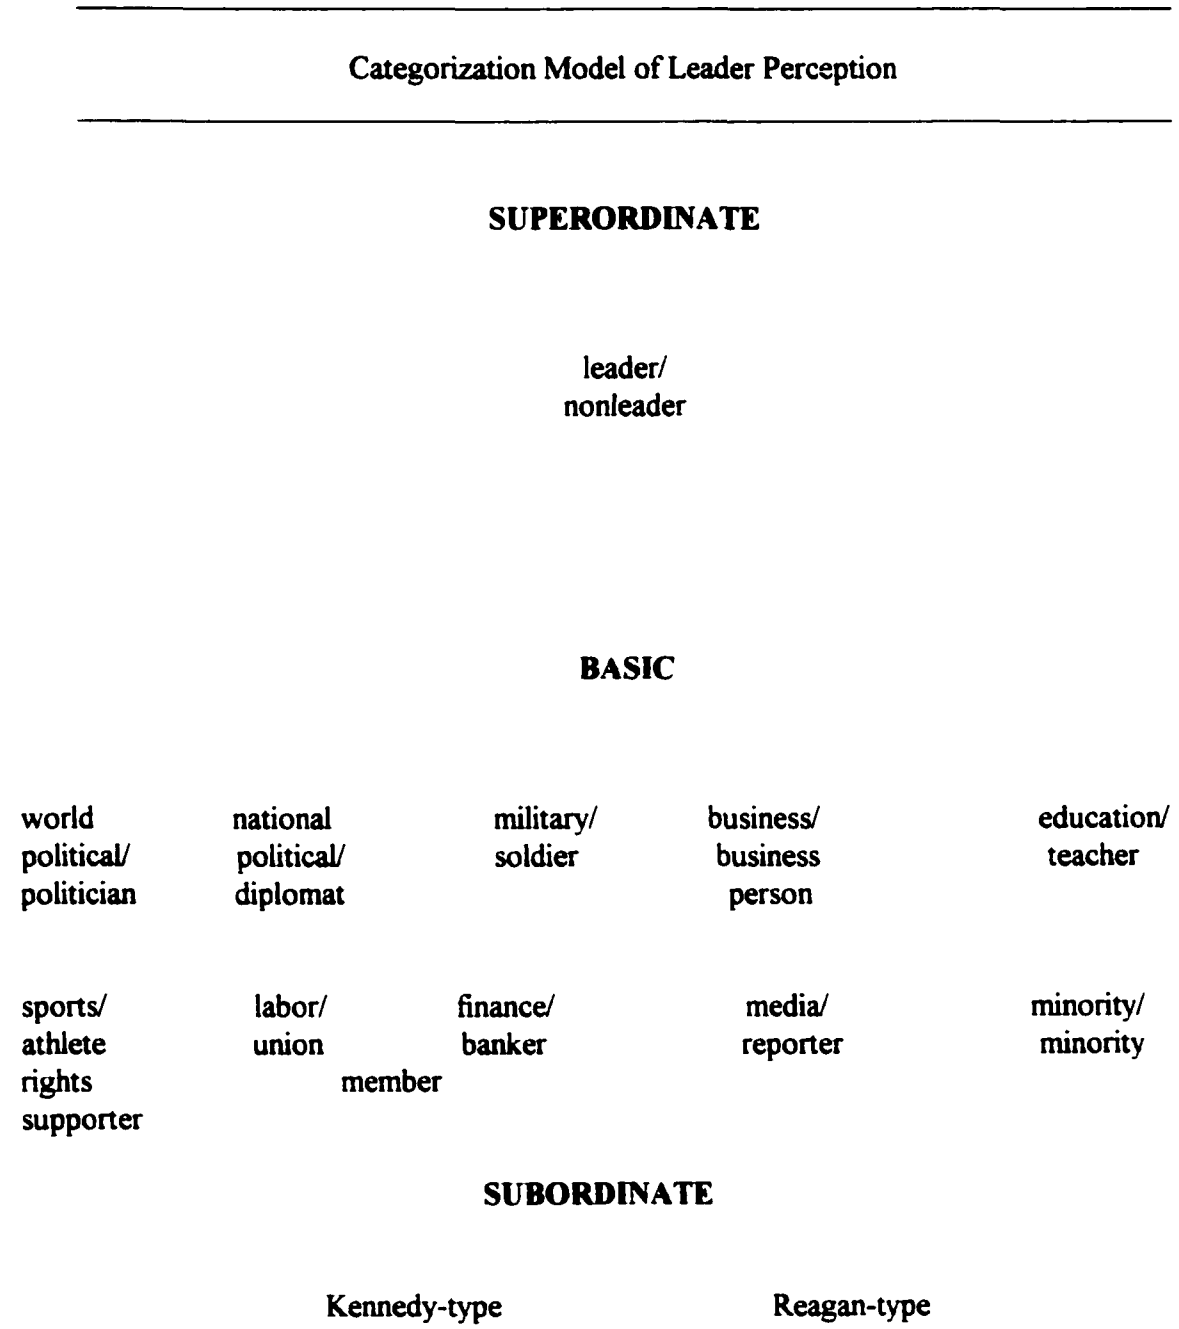 Categorization Model of Leader Perception
SUPERORDINATE
leader/
nonleader
BASIC
world national military/ business/ education/
political/ political/ soldier business teacher
politician diplomat person
sports/ labor/ finance/ media/ minority/
athlete union banker reporter minority
rights member
supporter
SUBORDINATE
Kennedy-type Reagan-type